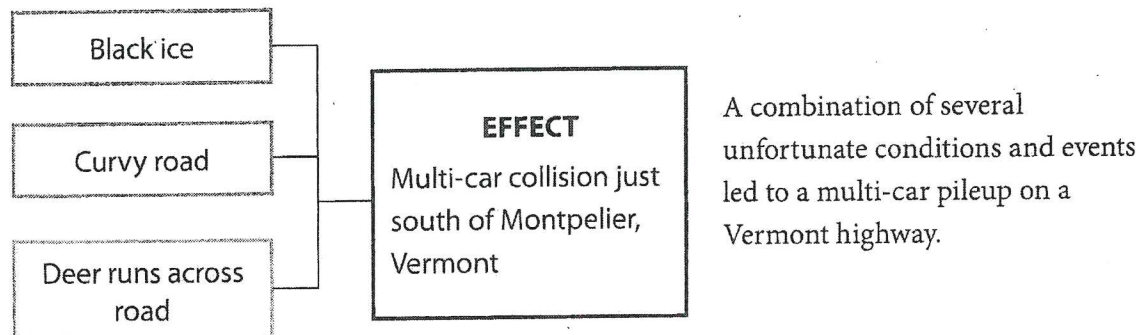 Black ice
Curvy road
Deer runs across
road
EFFECT
Multi-car collision just
south of Montpelier,
Vermont
A combination of several
unfortunate conditions and events
led to a multi-car pileup on a
Vermont highway.